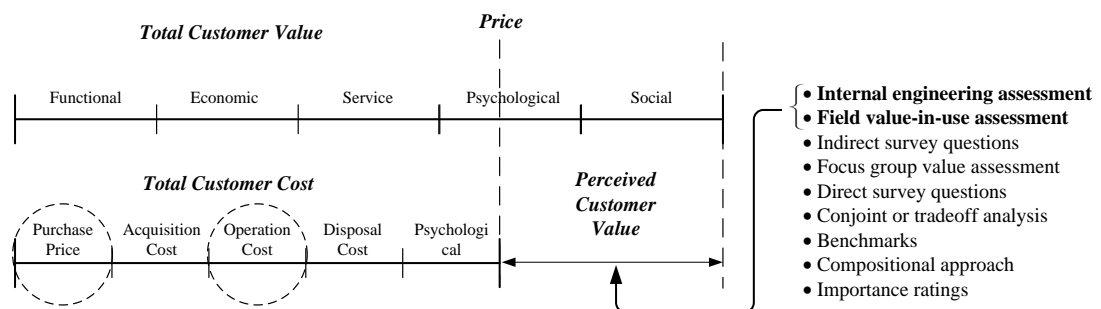 Price
Total Customer Value
Functional Economic Service Psychological Social
Total Customer Cost
Purchase
Price
Acquisition
Cost
Operation
Cost
Disposal
Cost
Psychologi
cal
Perceived
Customer
Value
• Internal engineering assessment
• Field value-in-use assessment
• Indirect survey questions
• Focus group value assessment
• Direct survey questions
• Conjoint or tradeoff analysis
• Benchmarks
• Compositional approach
• Importance ratings